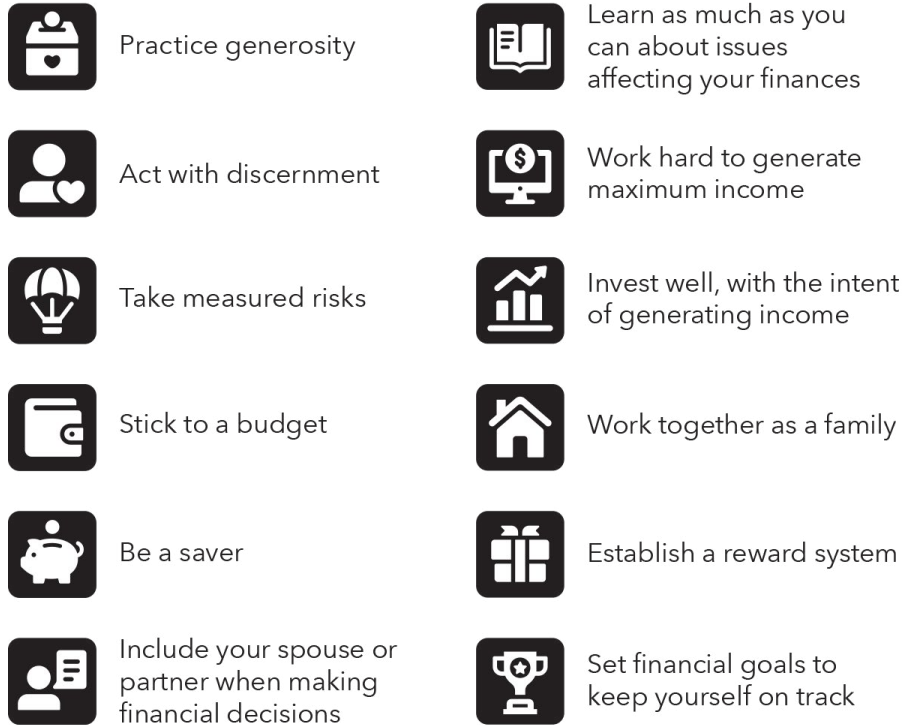 Practice generosity
Act with discernment
Take measured risks
Stick to a budget
Be a saver
Include your spouse or
partner when making
financial decisions
Learn as much as you
can about issues
affecting your finances
Work hard to generate
maximum income
Invest well, with the intent
of generating income
Work together as a family
Establish a reward system
Set financial goals to
keep yourself on track